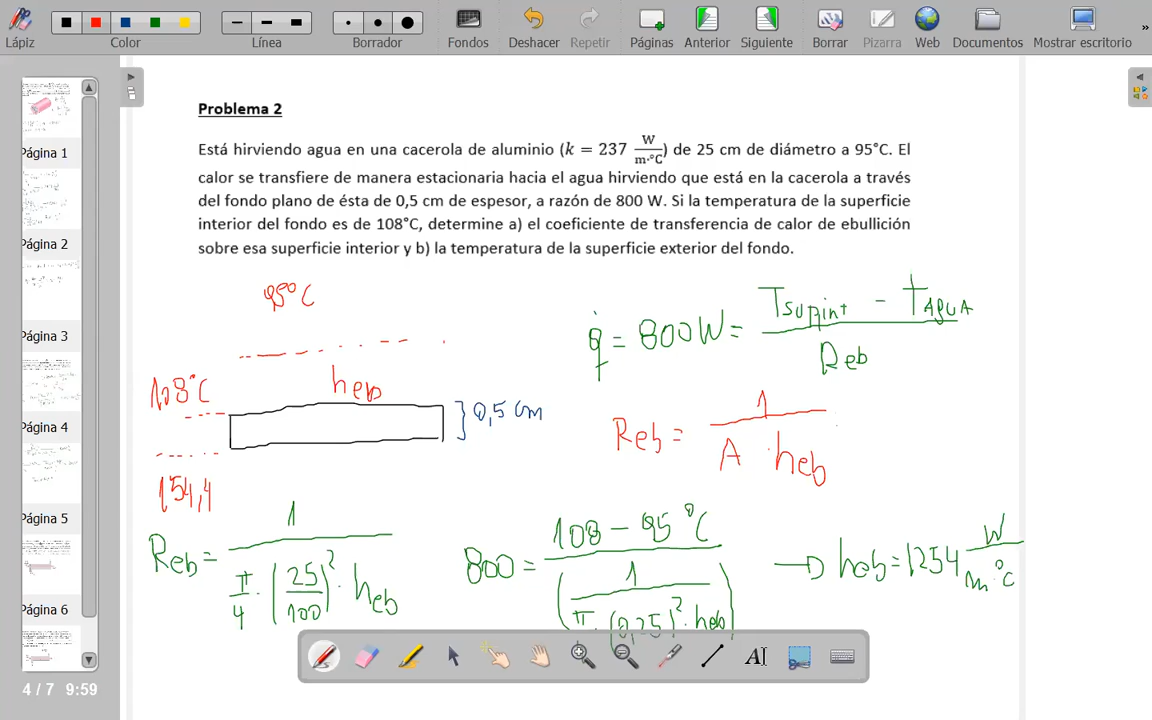 Lápiz
Color
Línea
Borrador
Fondos
Deshacer
Repetir
Páginas
Anterior
Siguiente
Borrar
Pizarra
Web
Documentos
Mostrar escritorio
»
Página 1
Página 2
Página 3
Página 4
Página 5
Página 6
4 / 7 9:59
Problema 2
Está hirviendo agua en una cacerola de aluminio (k = 237 W/m·°C) de 25 cm de diámetro a 95°C. El
calor se transfiere de manera estacionaria hacia el agua hirviendo que está en la cacerola a través
del fondo plano de ésta de 0,5 cm de espesor, a razón de 800 W. Si la temperatura de la superficie
interior del fondo es de 108°C, determine a) el coeficiente de transferencia de calor de ebullición
sobre esa superficie interior y b) la temperatura de la superficie exterior del fondo.
95°C
108°C
heb
0,5 cm
154,4
q̇ = 800W = (Tsup int - TAGUA) / Reb
Reb = 1 / (A · heb)
Reb = 1 / (π/4 · (25/100)² · heb)
800 = (108 - 95 °C) / (1 / (π · (0,25)² · heb)) → heb = 1254 W / m·°C
AI